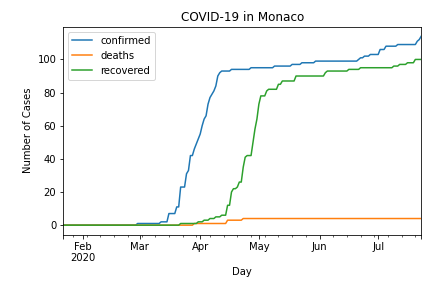 COVID-19 in Monaco
confirmed
deaths
recovered
Number of Cases
100
80
60
40
20
0
Feb
2020
Mar
Apr
May
Jun
Jul
Day